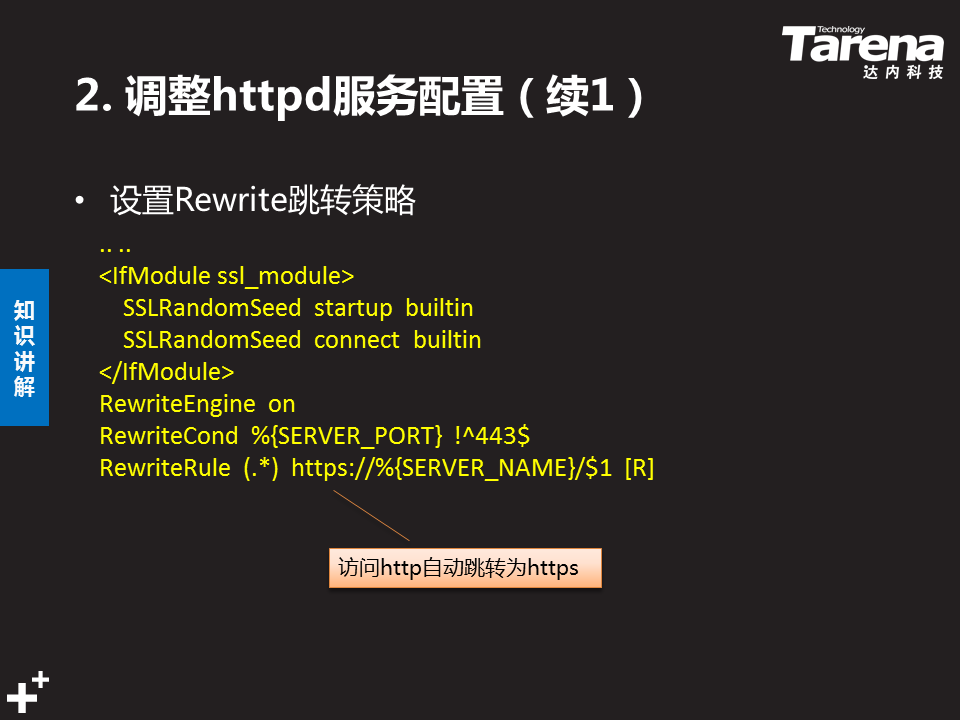 Technology
Tarena
达内科技
2. 调整httpd服务配置（续1）
• 设置Rewrite跳转策略
.. ..
<IfModule ssl_module>
SSLRandomSeed startup builtin
SSLRandomSeed connect builtin
</IfModule>
RewriteEngine on
RewriteCond %{SERVER_PORT} !^443$
RewriteRule (.*) https://%{SERVER_NAME}/$1 [R]
知识讲解
访问http自动跳转为https